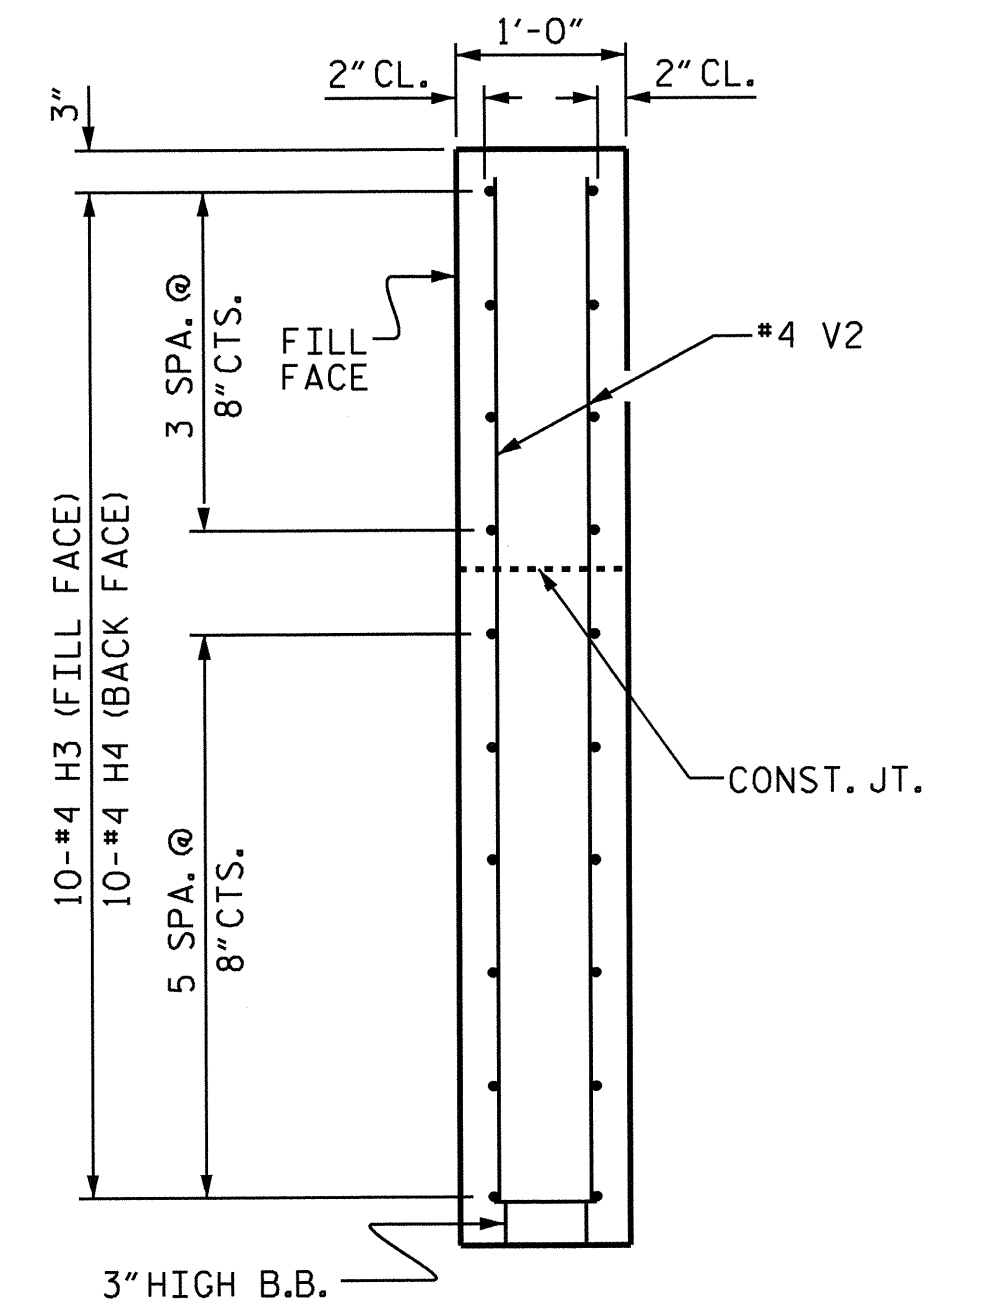 1'-0"
2" CL.
2" CL.
3"
3 SPA. @
8" CTS.
FILL
FACE
#4 V2
10-#4 H3 (FILL FACE)
10-#4 H4 (BACK FACE)
CONST. JT.
5 SPA. @
8" CTS.
3" HIGH B.B.